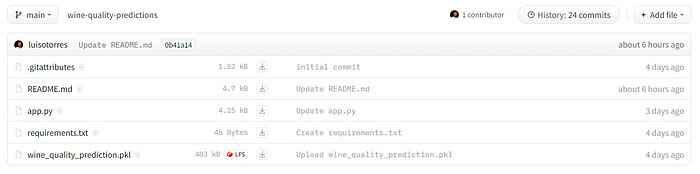 main wine-quality-predictions 1 contributor History: 24 commits + Add file
luisotorres Update README.md 0b41a14 about 6 hours ago
.gitattributes 1.52 kB initial commit 4 days ago
README.md 4.7 kB Update README.md about 6 hours ago
app.py 4.25 kB Update app.py 3 days ago
requirements.txt 46 Bytes Create requirements.txt 4 days ago
wine_quality_prediction.pkl 403 kB LFS Upload wine_quality_prediction.pkl 4 days ago